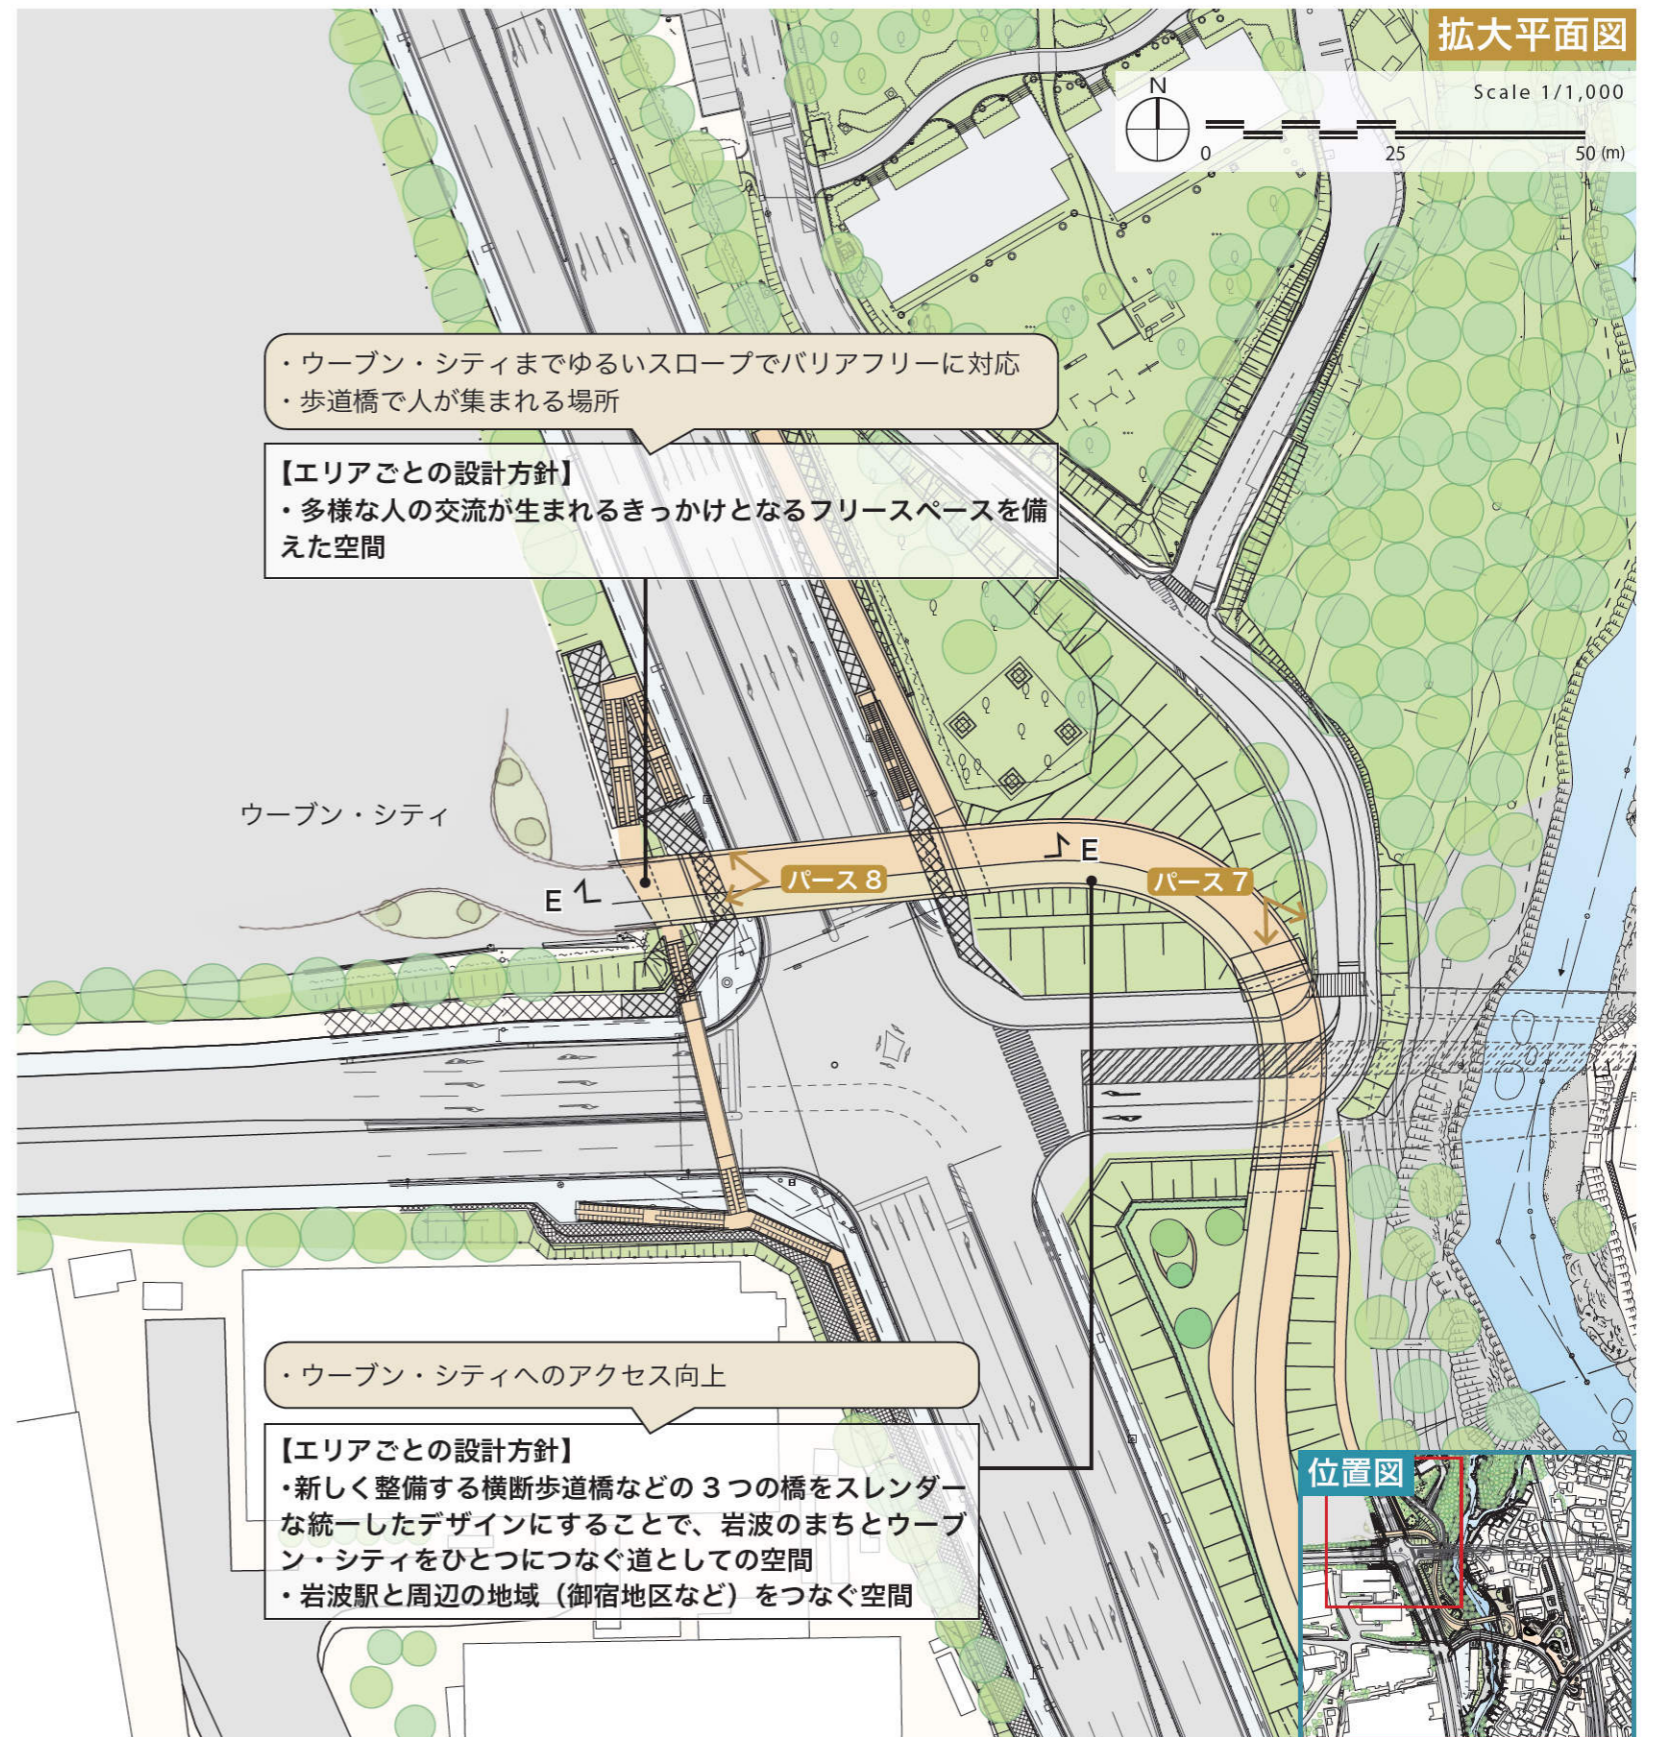 拡大平面図
N
Scale 1/1,000
0 25 50 (m)
・ウーブン・シティまでゆるいスロープでバリアフリーに対応
・歩道橋で人が集まれる場所
【エリアごとの設計方針】
・多様な人の交流が生まれるきっかけとなるフリースペースを備
えた空間
ウーブン・シティ
E
パース 8
E
パース 7
・ウーブン・シティへのアクセス向上
【エリアごとの設計方針】
・新しく整備する横断歩道橋などの 3 つの橋をスレンダー
な統一したデザインにすることで、岩波のまちとウーブ
ン・シティをひとつにつなぐ道としての空間
・岩波駅と周辺の地域（御宿地区など）をつなぐ空間
位置図